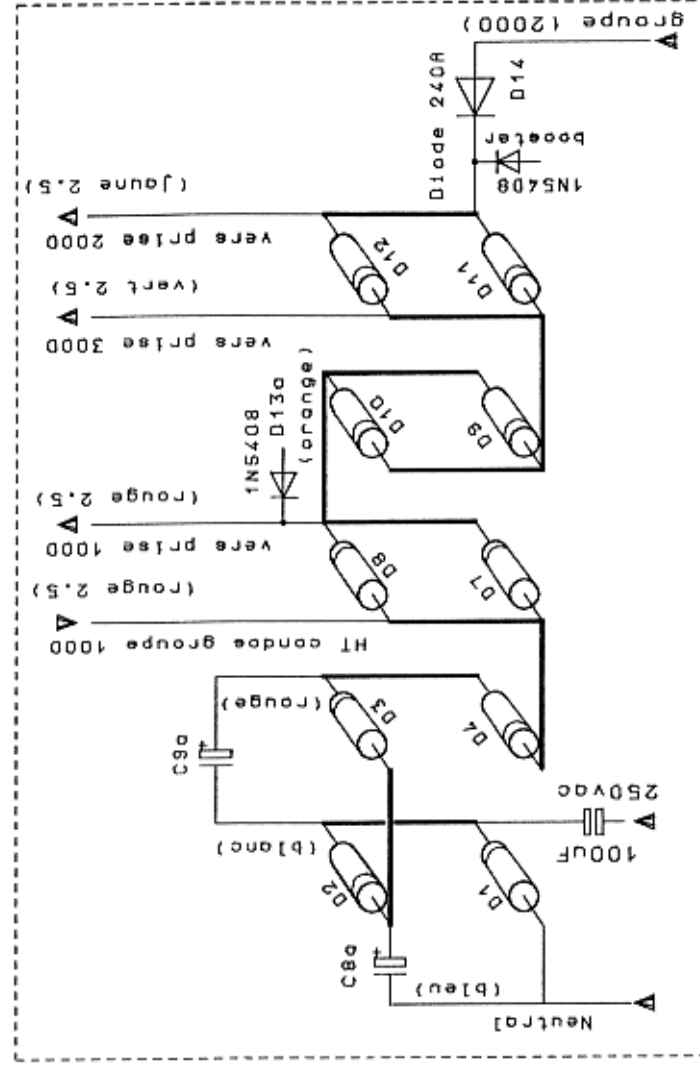 groupe (2000)
Diode 240A
D14
booster
1N5408
(jaune 2.5)
vers prise 2000
D12
D11
(vert 2.5)
vers prise 3000
1N5408
D13a
(orange)
D10
D9
(rouge 2.5)
vers prise 1000
D8
D7
(rouge 2.5)
HT condos groupe 1000
(rouge)
D3
D4
C9a
+
250vac
100uF
(blanc)
D2
D1
C8a
+
(bleu)
Neutral